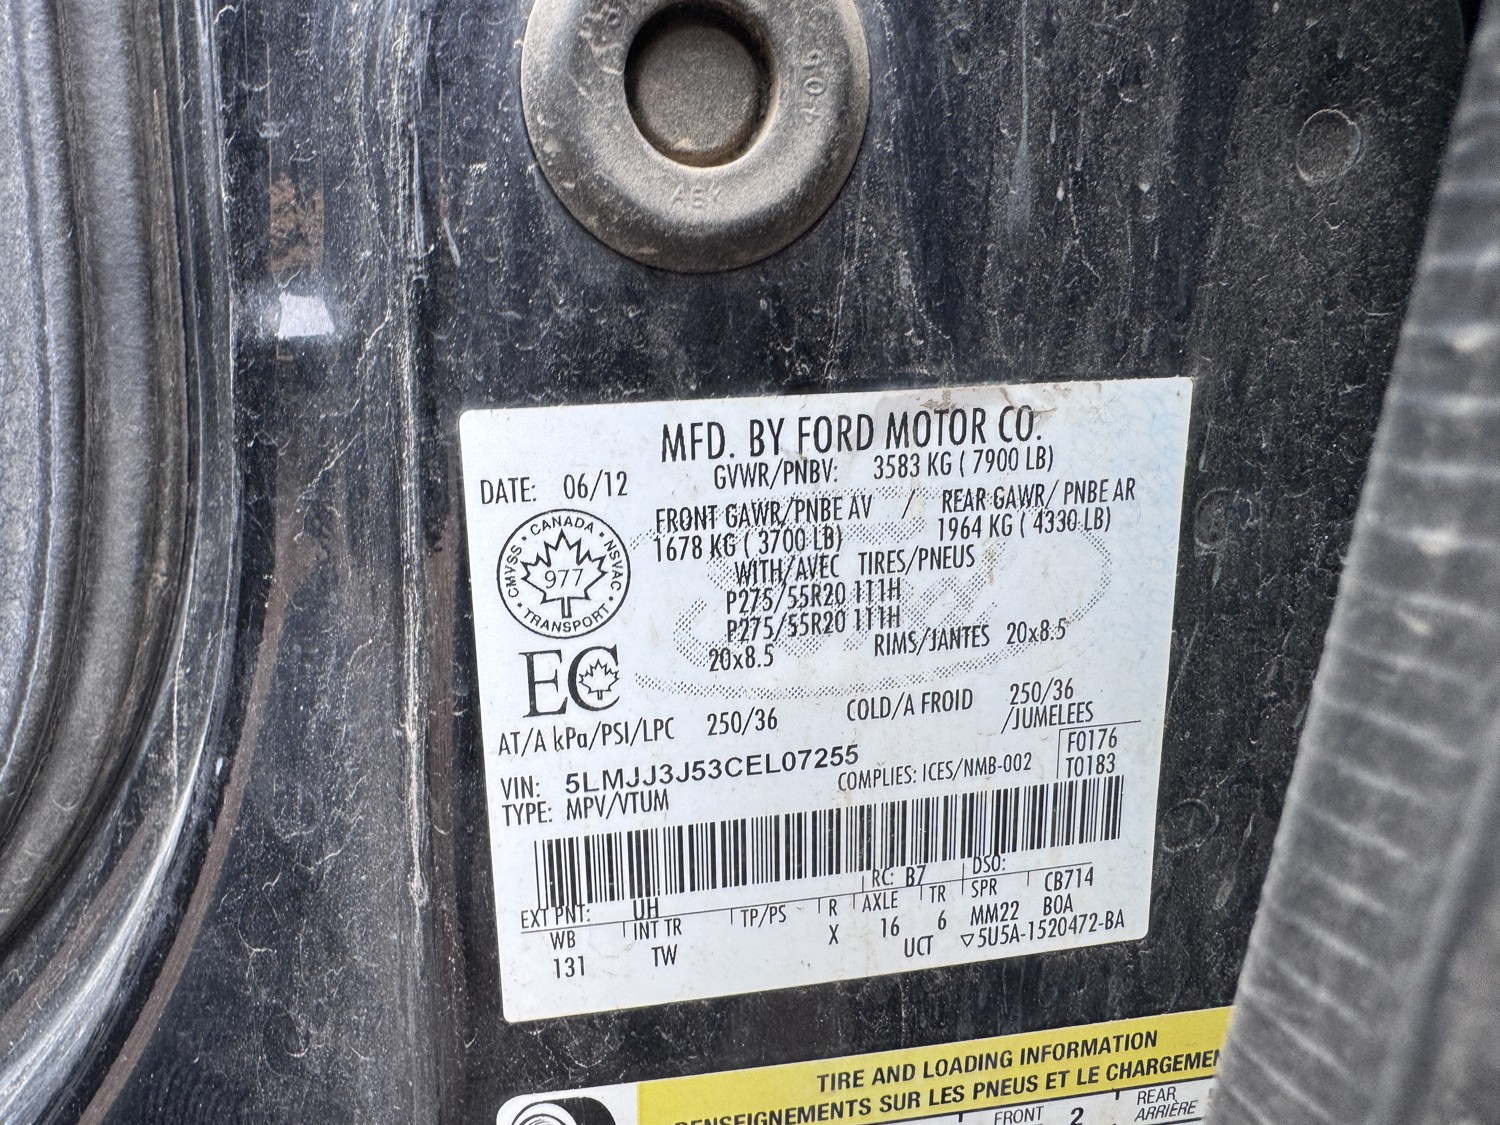 406
ABK
MFD. BY FORD MOTOR CO.
DATE: 06/12
GVWR/PNBV: 3583 KG ( 7900 LB)
FRONT GAWR/PNBE AV / REAR GAWR/ PNBE AR
1678 KG ( 3700 LB) 1964 KG ( 4330 LB)
WITH/AVEC TIRES/PNEUS
P275/55R20 111H
P275/55R20 111H
20x8.5 RIMS/JANTES 20x8.5
CANADA
CMVSS NSVAC
977
TRANSPORT
EC
AT/A kPa/PSI/LPC 250/36 COLD/A FROID 250/36
/JUMELEES
VIN: 5LMJJ3J53CEL07255
F0176
T0183
TYPE: MPV/VTUM COMPLIES: ICES/NMB-002
EXT PNT: UH RC: B7 DSO:
WB INT TR TP/PS R AXLE TR SPR CB714
131 TW X 16 6 MM22 BOA
UCT ▽5U5A-1520472-BA
TIRE AND LOADING INFORMATION
RENSEIGNEMENTS SUR LES PNEUS ET LE CHARGEMEN
FRONT 2 REAR
ARRIÈRE